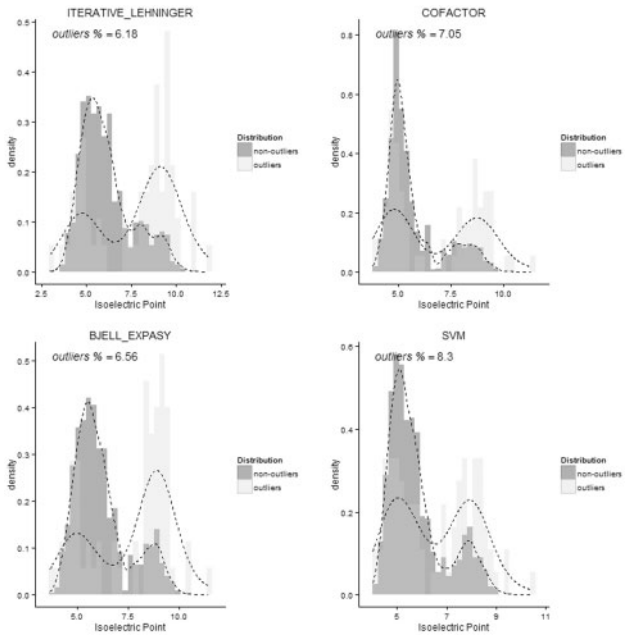 ITERATIVE_LEHNINGER
outliers % = 6.18
0.5
0.4
0.3
0.2
0.1
0.0
density
2.5 5.0 7.5 10.0 12.5
Isoelectric Point
Distribution
non-outliers
outliers
COFACTOR
outliers % = 7.05
0.8
0.6
0.4
0.2
0.0
density
5.0 7.5 10.0
Isoelectric Point
Distribution
non-outliers
outliers
BJELL_EXPASY
outliers % = 6.56
0.5
0.4
0.3
0.2
0.1
0.0
density
5.0 7.5 10.0
Isoelectric Point
Distribution
non-outliers
outliers
SVM
outliers % = 8.3
0.6
0.4
0.2
0.0
density
5 7 9 11
Isoelectric Point
Distribution
non-outliers
outliers